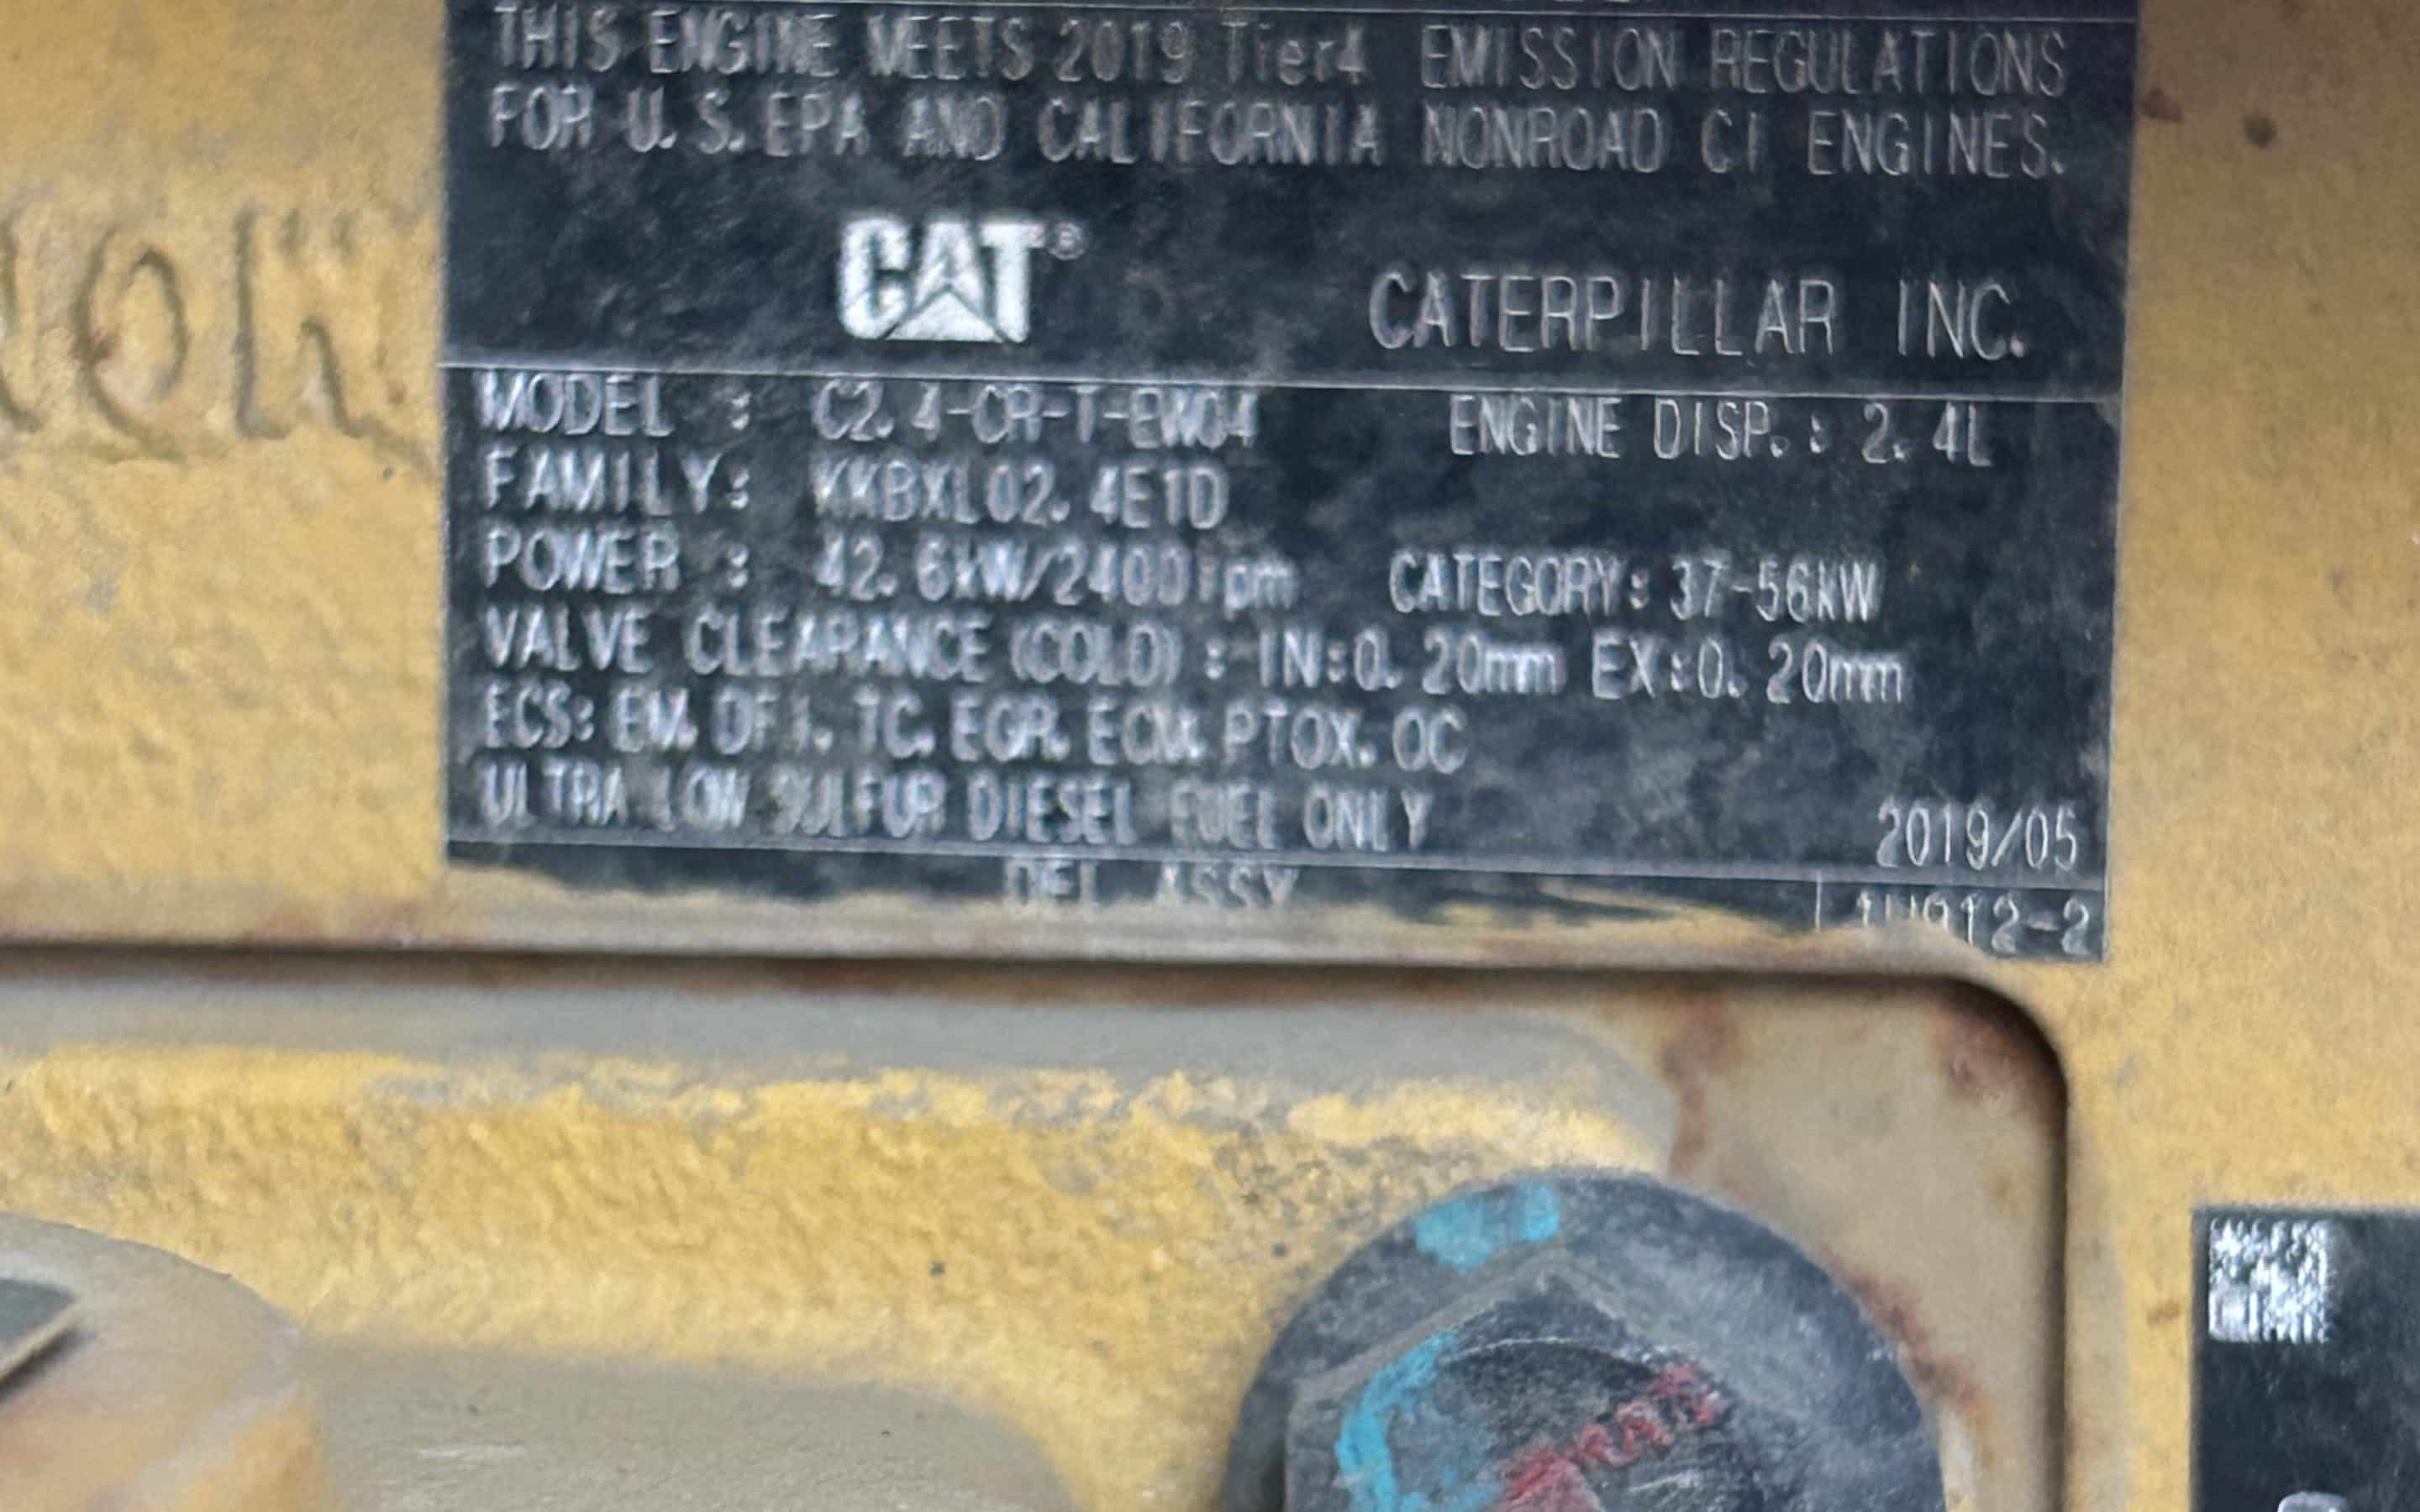 THIS ENGINE MEETS 2019 Tier4 EMISSION REGULATIONS
FOR U.S. EPA AND CALIFORNIA NONROAD CI ENGINES.
CAT®
CATERPILLAR INC.
MODEL : C2.4-CR-T-EW04 ENGINE DISP.: 2.4L
FAMILY: KKBXL02.4E1D
POWER : 42.6kW/2400rpm CATEGORY: 37-56kW
VALVE CLEARANCE (COLD) : IN:0.20mm EX:0.20mm
ECS: EM. DFI. TC. EGR. ECM. PTOX. OC
ULTRA LOW SULFUR DIESEL FUEL ONLY
2019/05
ASSY